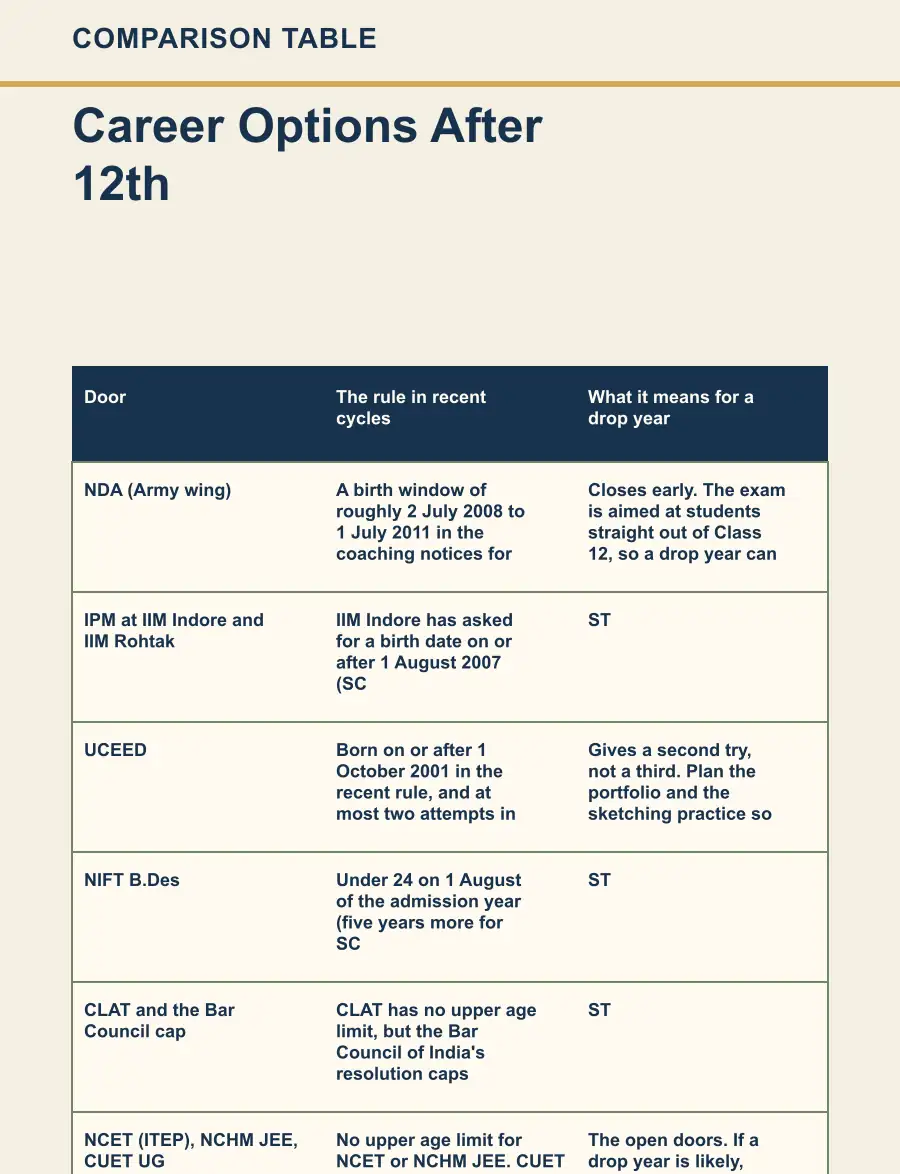 COMPARISON TABLE
Career Options After
12th
Door
The rule in recent
cycles
What it means for a
drop year
NDA (Army wing)
A birth window of
roughly 2 July 2008 to
1 July 2011 in the
coaching notices for
Closes early. The exam
is aimed at students
straight out of Class
12, so a drop year can
IPM at IIM Indore and
IIM Rohtak
IIM Indore has asked
for a birth date on or
after 1 August 2007
(SC
ST
UCEED
Born on or after 1
October 2001 in the
recent rule, and at
most two attempts in
Gives a second try,
not a third. Plan the
portfolio and the
sketching practice so
NIFT B.Des
Under 24 on 1 August
of the admission year
(five years more for
SC
ST
CLAT and the Bar
Council cap
CLAT has no upper age
limit, but the Bar
Council of India's
resolution caps
ST
NCET (ITEP), NCHM JEE,
CUET UG
No upper age limit for
NCET or NCHM JEE. CUET
The open doors. If a
drop year is likely,